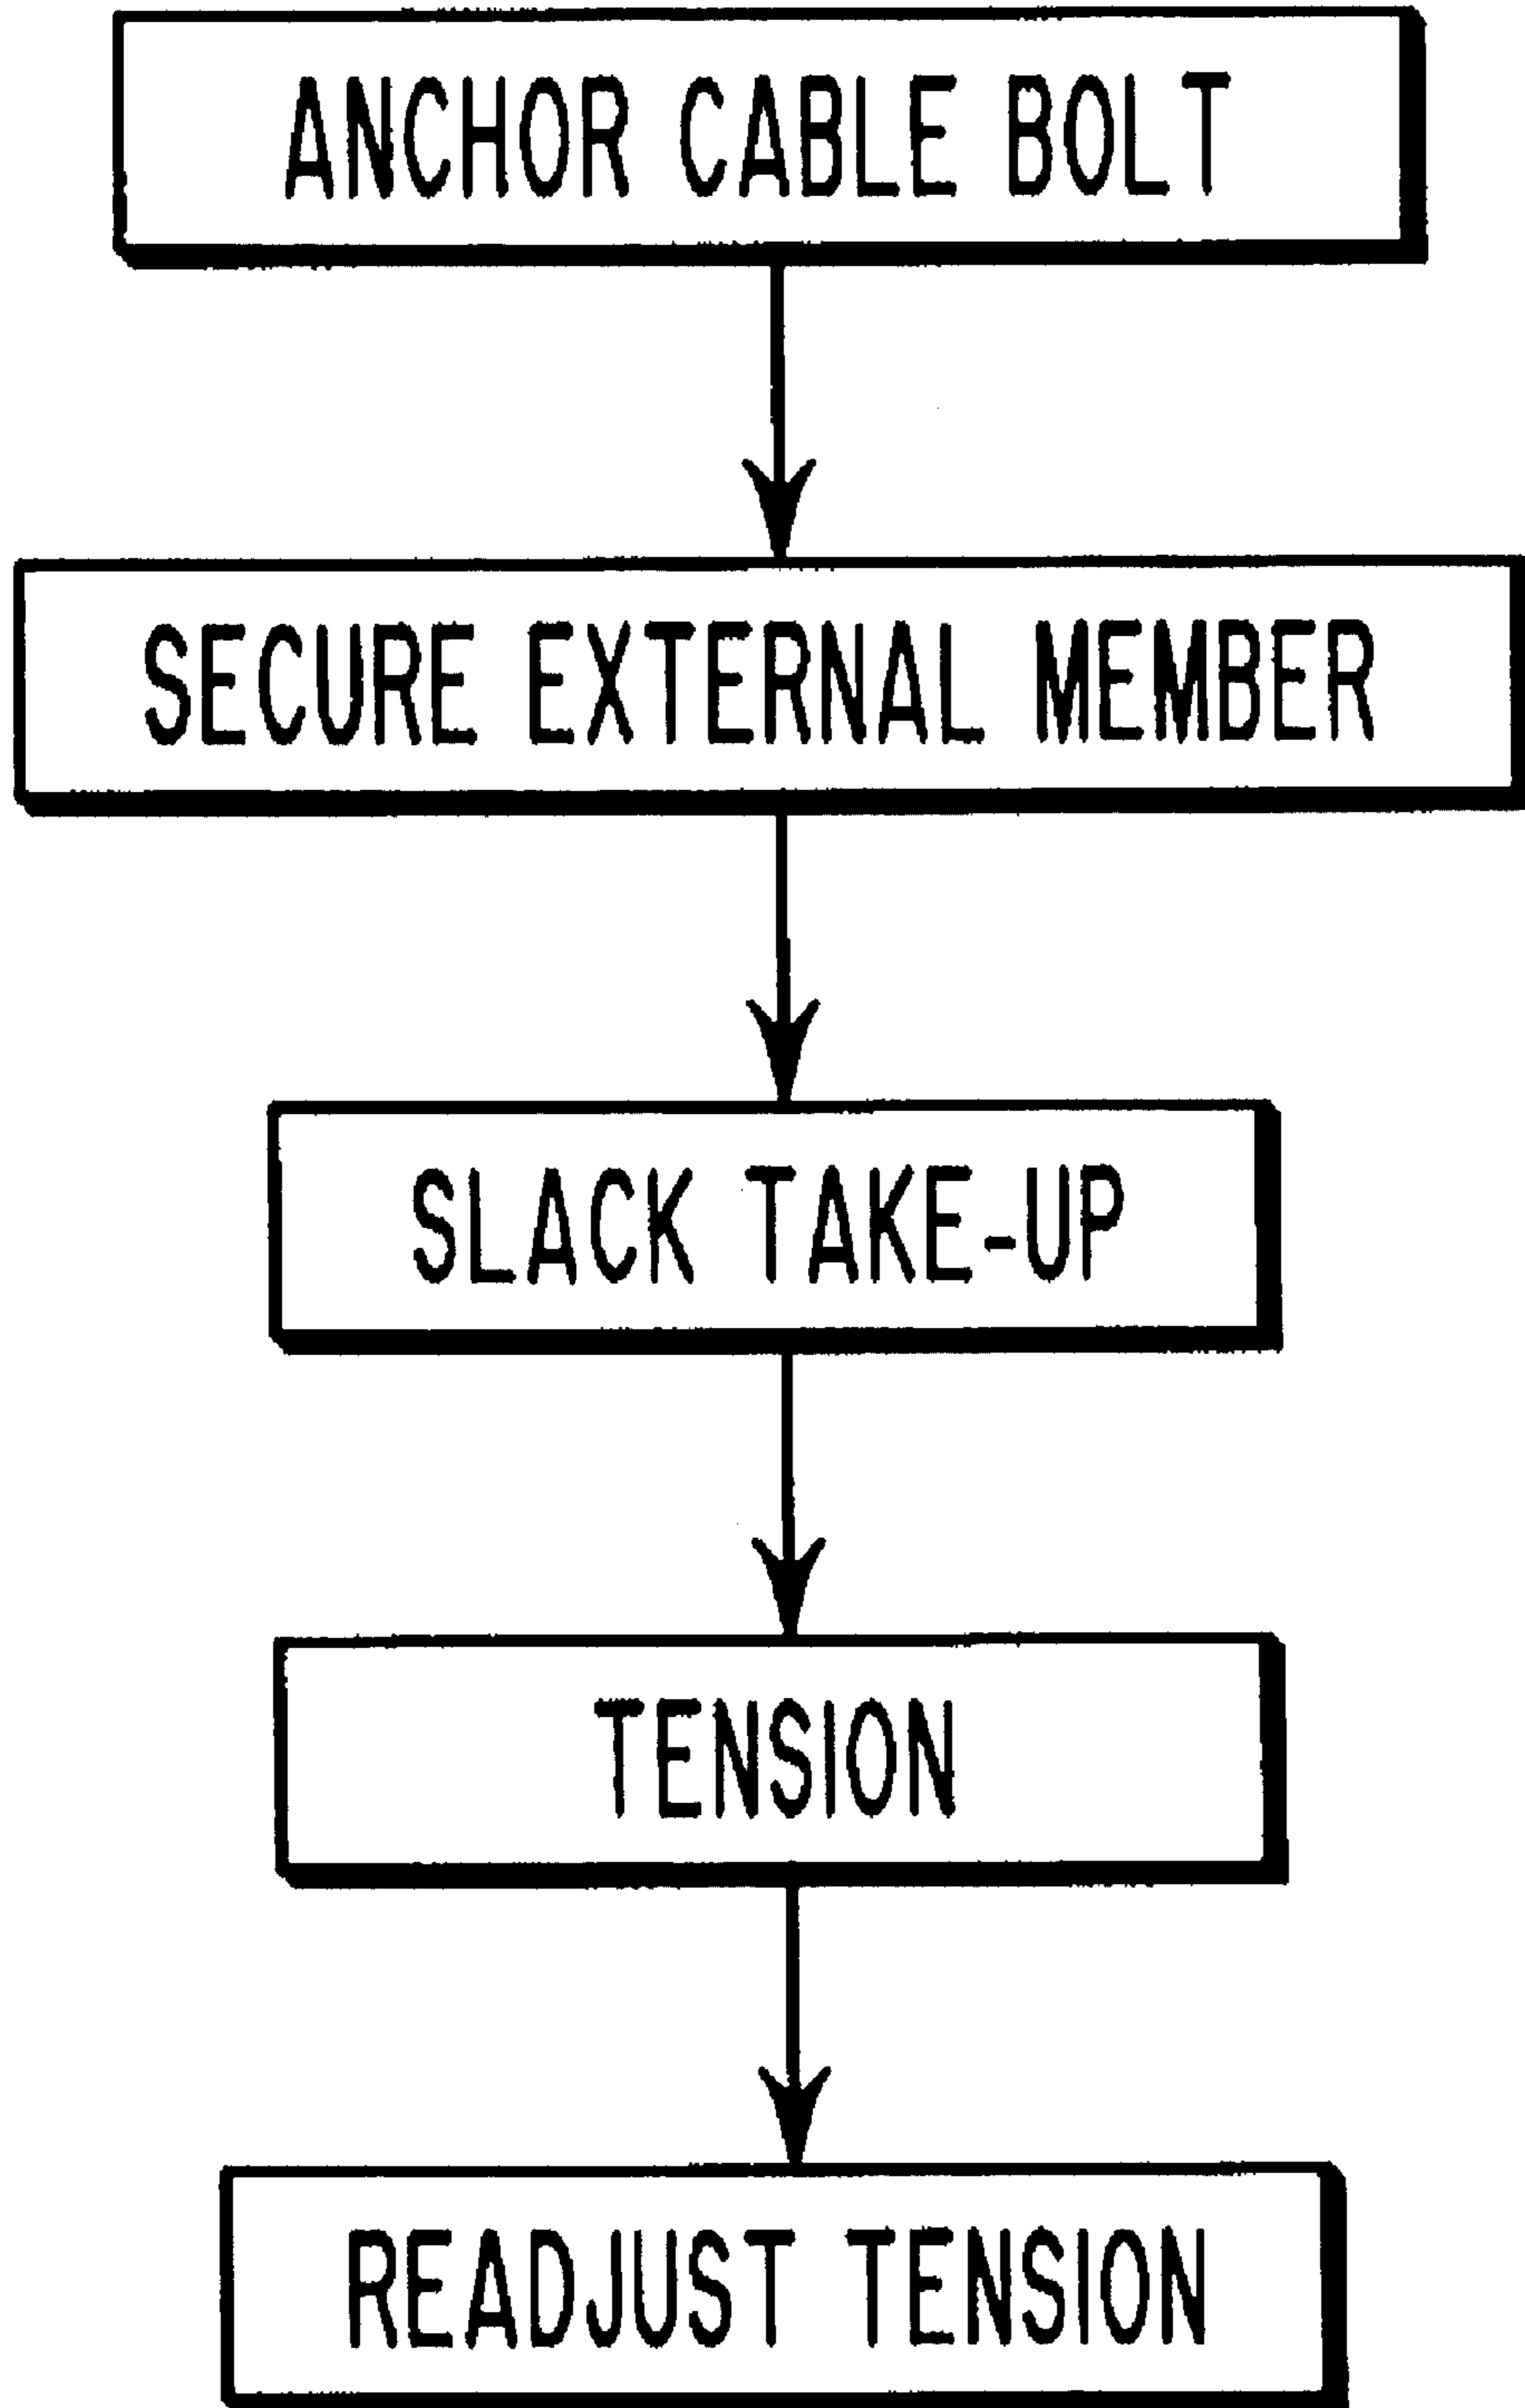 ANCHOR CABLE BOLT
SECURE EXTERNAL MEMBER
SLACK TAKE-UP
TENSION
READJUST TENSION